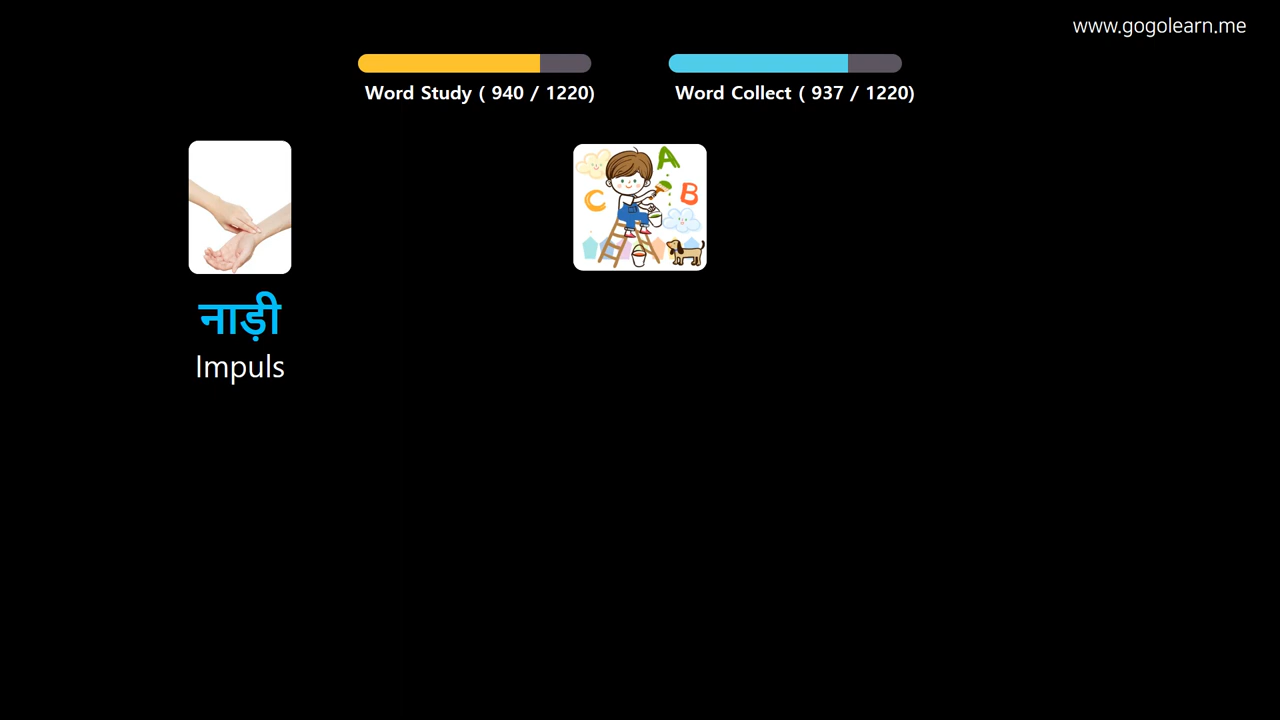 www.gogolearn.me
Word Study ( 940 / 1220)
Word Collect ( 937 / 1220)
A
B
C
नाड़ी
Impuls